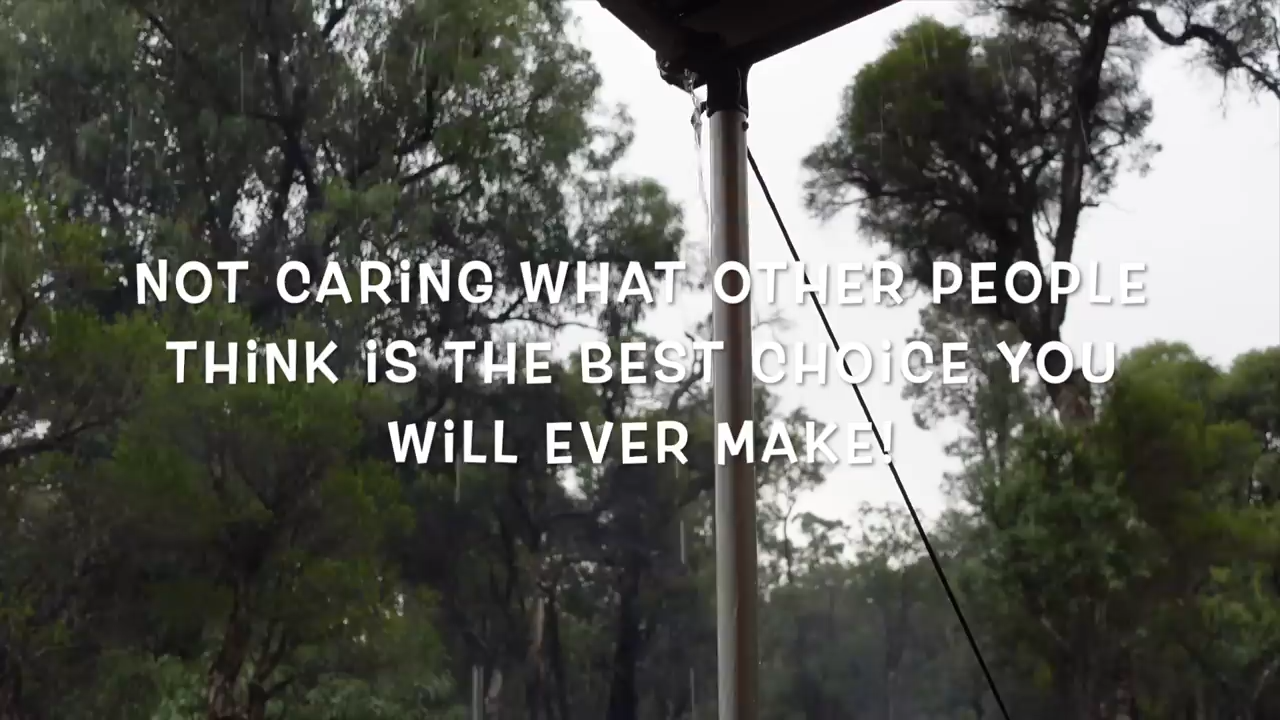 NOT CARiNG WHAT OTHER PEOPLE
THiNK iS THE BEST CHOiCE YOU
WiLL EVER MAKE!